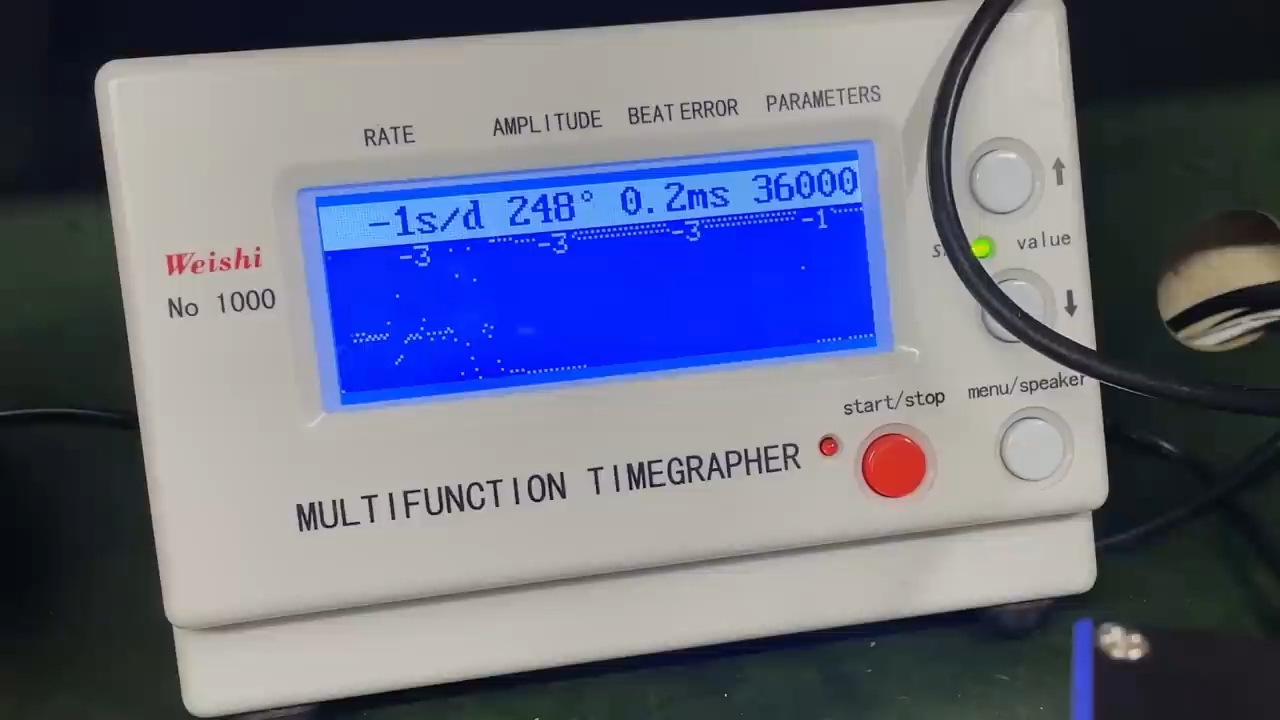 RATE AMPLITUDE BEAT ERROR PARAMETERS
-1s/d 248° 0.2ms 36000
-3 -3 -3 -1
Weishi
No 1000
value
start/stop menu/speaker
MULTIFUNCTION TIMEGRAPHER